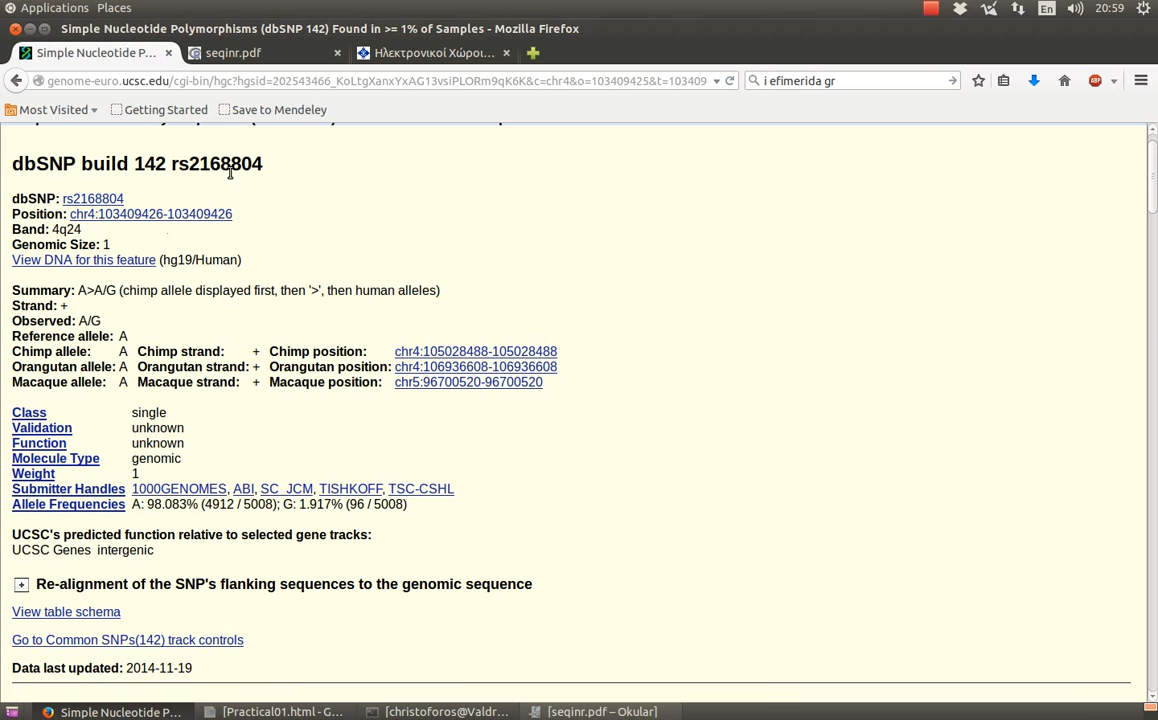 Applications Places En 20:59
Simple Nucleotide Polymorphisms (dbSNP 142) Found in >= 1% of Samples - Mozilla Firefox
Simple Nucleotide P... seqinr.pdf Ηλεκτρονικοί Χώροι...
genome-euro.ucsc.edu/cgi-bin/hgc?hgsid=202543466_KoLtgXanxYxAG13vsiPLORm9qK6K&c=chr4&o=103409425&t=103409 i efimerida gr ABP
Most Visited Getting Started Save to Mendeley
dbSNP build 142 rs2168804
dbSNP: rs2168804
Position: chr4:103409426-103409426
Band: 4q24
Genomic Size: 1
View DNA for this feature (hg19/Human)
Summary: A>A/G (chimp allele displayed first, then '>', then human alleles)
Strand: +
Observed: A/G
Reference allele: A
Chimp allele: A Chimp strand: + Chimp position: chr4:105028488-105028488
Orangutan allele: A Orangutan strand: + Orangutan position: chr4:106936608-106936608
Macaque allele: A Macaque strand: + Macaque position: chr5:96700520-96700520
Class single
Validation unknown
Function unknown
Molecule Type genomic
Weight 1
Submitter Handles 1000GENOMES, ABI, SC_JCM, TISHKOFF, TSC-CSHL
Allele Frequencies A: 98.083% (4912 / 5008); G: 1.917% (96 / 5008)
UCSC's predicted function relative to selected gene tracks:
UCSC Genes intergenic
+ Re-alignment of the SNP's flanking sequences to the genomic sequence
View table schema
Go to Common SNPs(142) track controls
Data last updated: 2014-11-19
Simple Nucleotide P... [Practical01.html - G... [christoforos@Valdr... [seqinr.pdf – Okular]